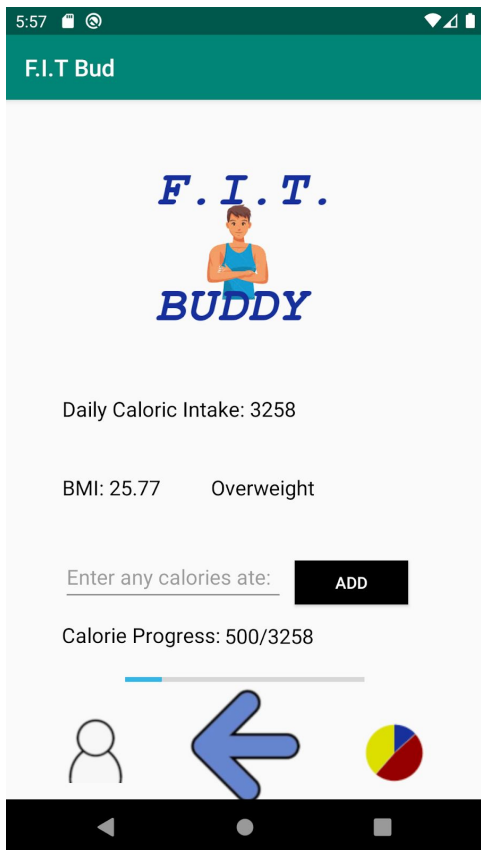 5:57
F.I.T Bud
F.I.T.
BUDDY
Daily Caloric Intake: 3258
BMI: 25.77 Overweight
Enter any calories ate: ADD
Calorie Progress: 500/3258